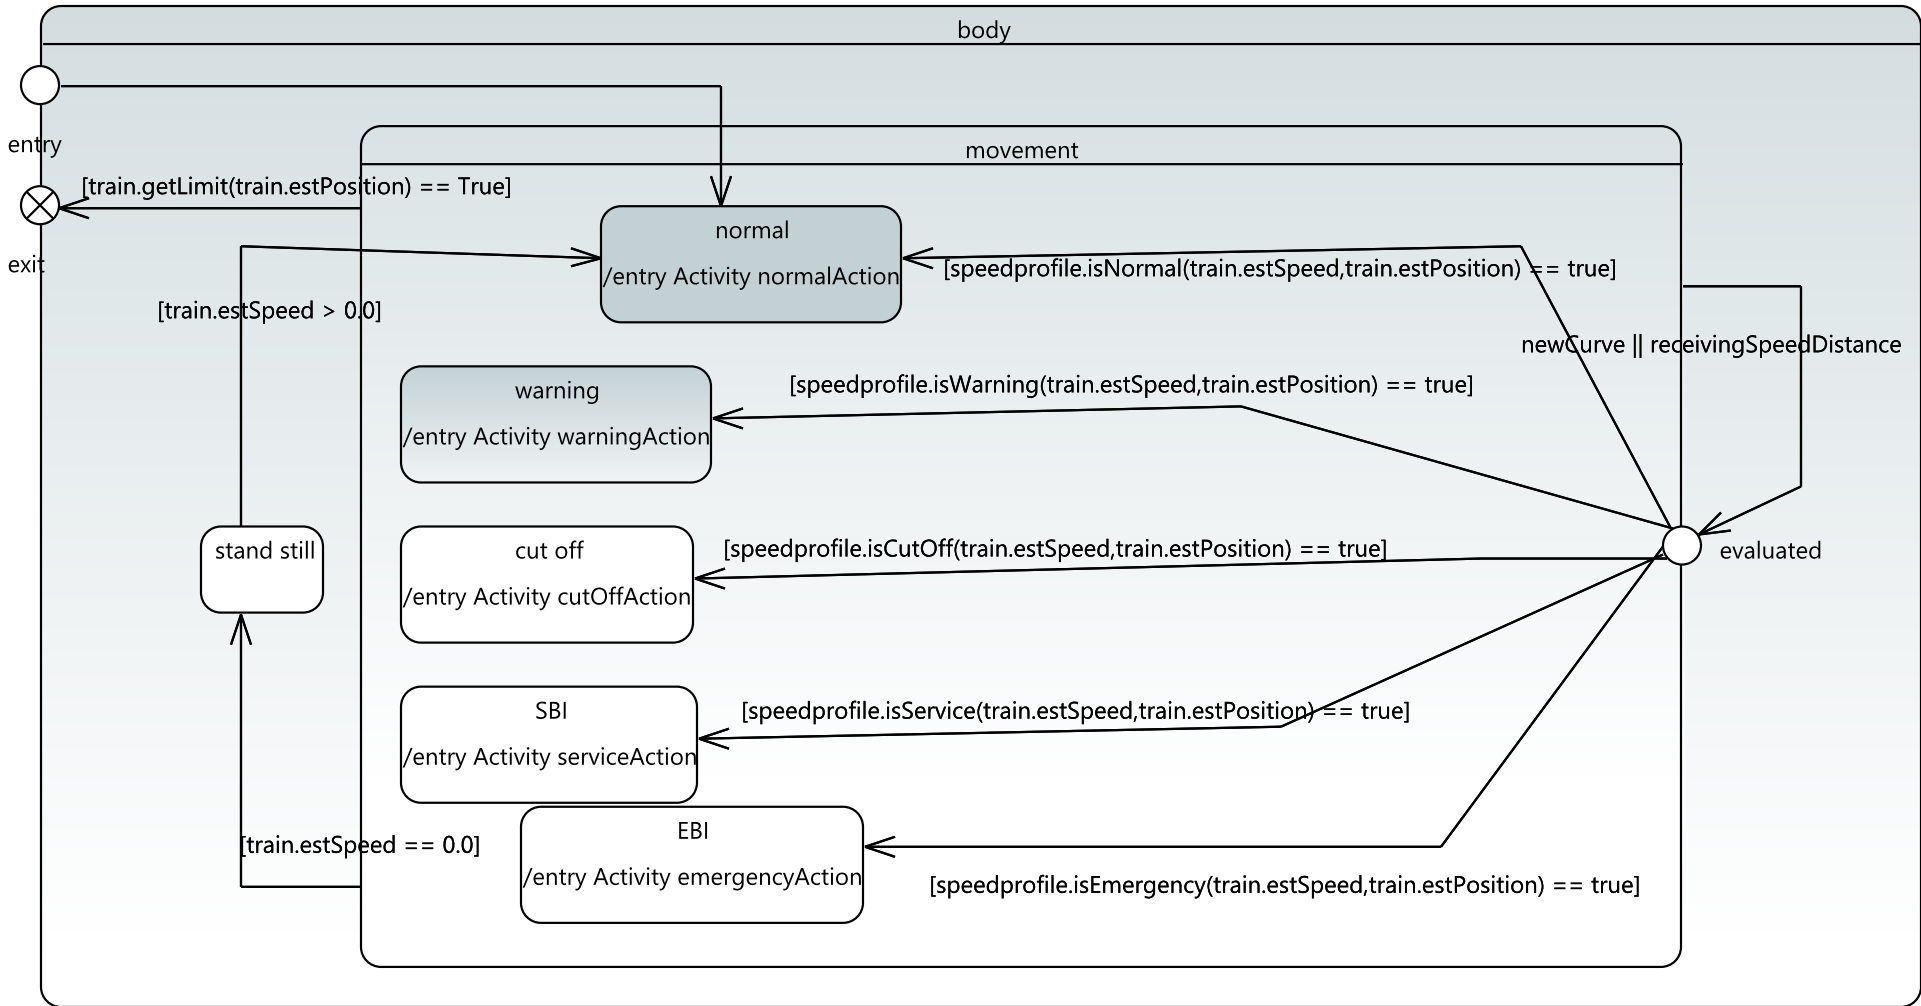 body
entry
movement
[train.getLimit(train.estPosition) == True]
exit
normal
/entry Activity normalAction
[speedprofile.isNormal(train.estSpeed,train.estPosition) == true]
[train.estSpeed > 0.0]
newCurve || receivingSpeedDistance
warning
/entry Activity warningAction
[speedprofile.isWarning(train.estSpeed,train.estPosition) == true]
stand still
cut off
/entry Activity cutOffAction
[speedprofile.isCutOff(train.estSpeed,train.estPosition) == true]
evaluated
SBI
/entry Activity serviceAction
[speedprofile.isService(train.estSpeed,train.estPosition) == true]
[train.estSpeed == 0.0]
EBI
/entry Activity emergencyAction
[speedprofile.isEmergency(train.estSpeed,train.estPosition) == true]